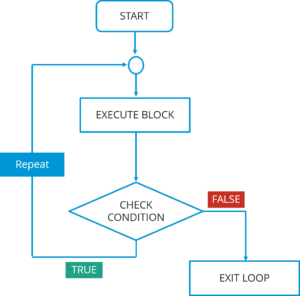 START
EXECUTE BLOCK
Repeat
CHECK
CONDITION
FALSE
TRUE
EXIT LOOP